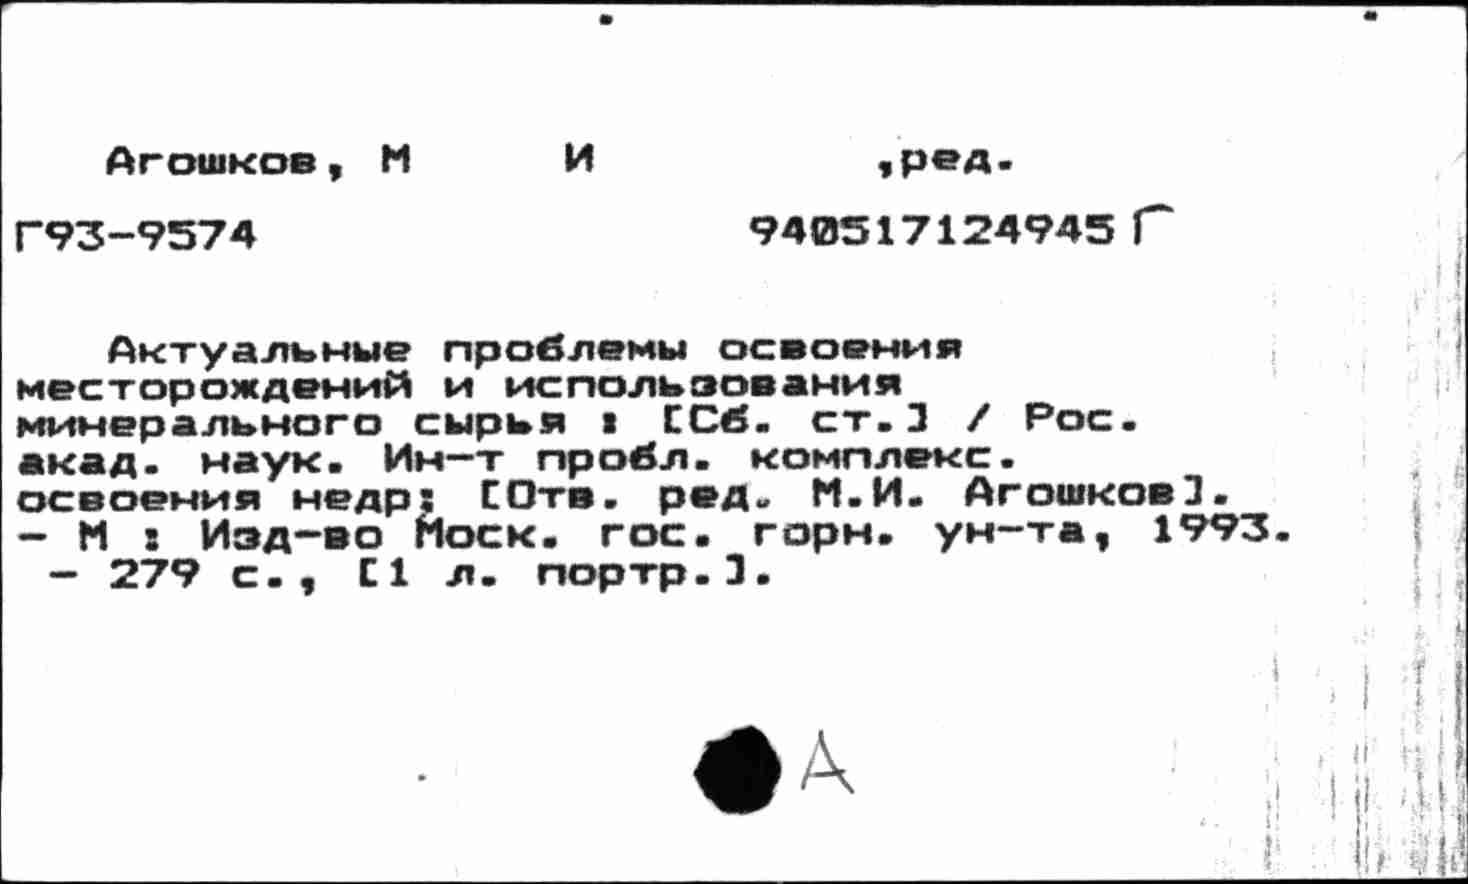 Агошков, М И ,ред.
Г93-9574 940517124945 Г
Актуальные проблемы освоения
месторождений и использования
минерального сырья : [Сб. ст.] / Рос.
акад. наук. Ин-т пробл. комплекс.
освоения недр; [Отв. ред. М.И. Агошков].
- М : Изд-во Моск. гос. горн. ун-та, 1993.
- 279 с., [1 л. портр.].
А